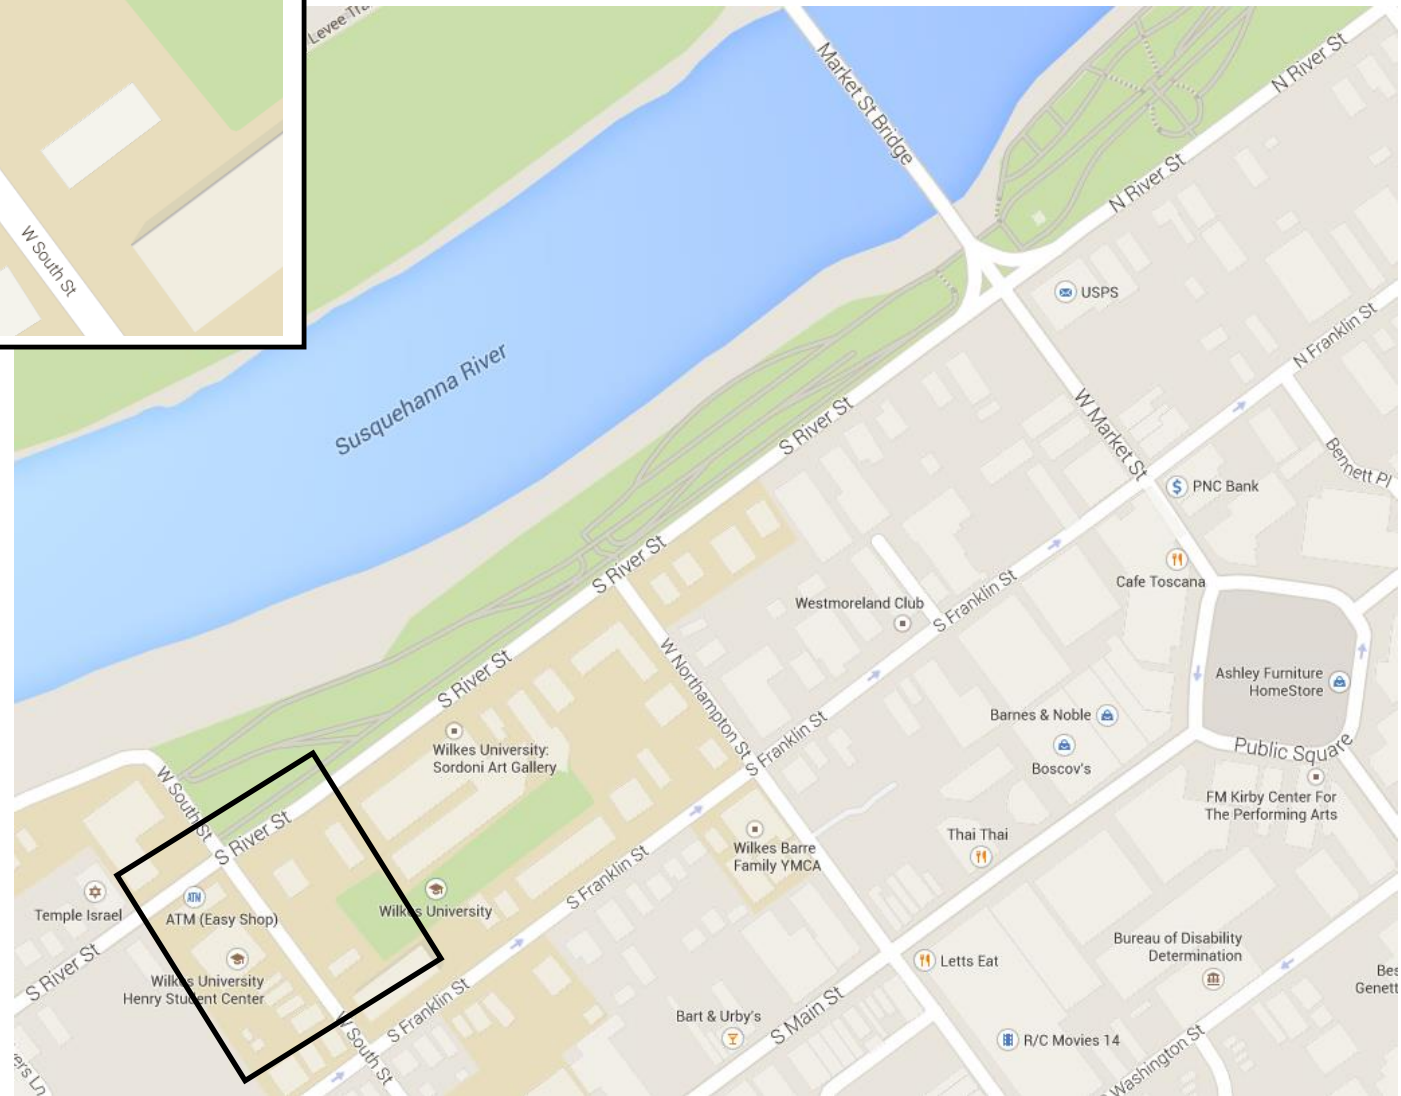 Levee
W South St
Market St Bridge
N River St
N River St
USPS
N Franklin St
Susquehanna River
S River St
W Market St
Bennett Pl
PNC Bank
Cafe Toscana
S River St
Westmoreland Club
S Franklin St
W Northampton St
S River St
Ashley Furniture
HomeStore
Barnes & Noble
Boscov's
Public Square
S Franklin St
Wilkes University:
Sordoni Art Gallery
W South St
FM Kirby Center For
The Performing Arts
S River St
Thai Thai
Wilkes Barre
Family YMCA
S Franklin St
Temple Israel
ATM
ATM (Easy Shop)
Wilkes University
Bureau of Disability
Determination
Letts Eat
S River St
Wilkes University
Henry Student Center
S Franklin St
Bart & Urby's
S Main St
R/C Movies 14
W South St
Washington St